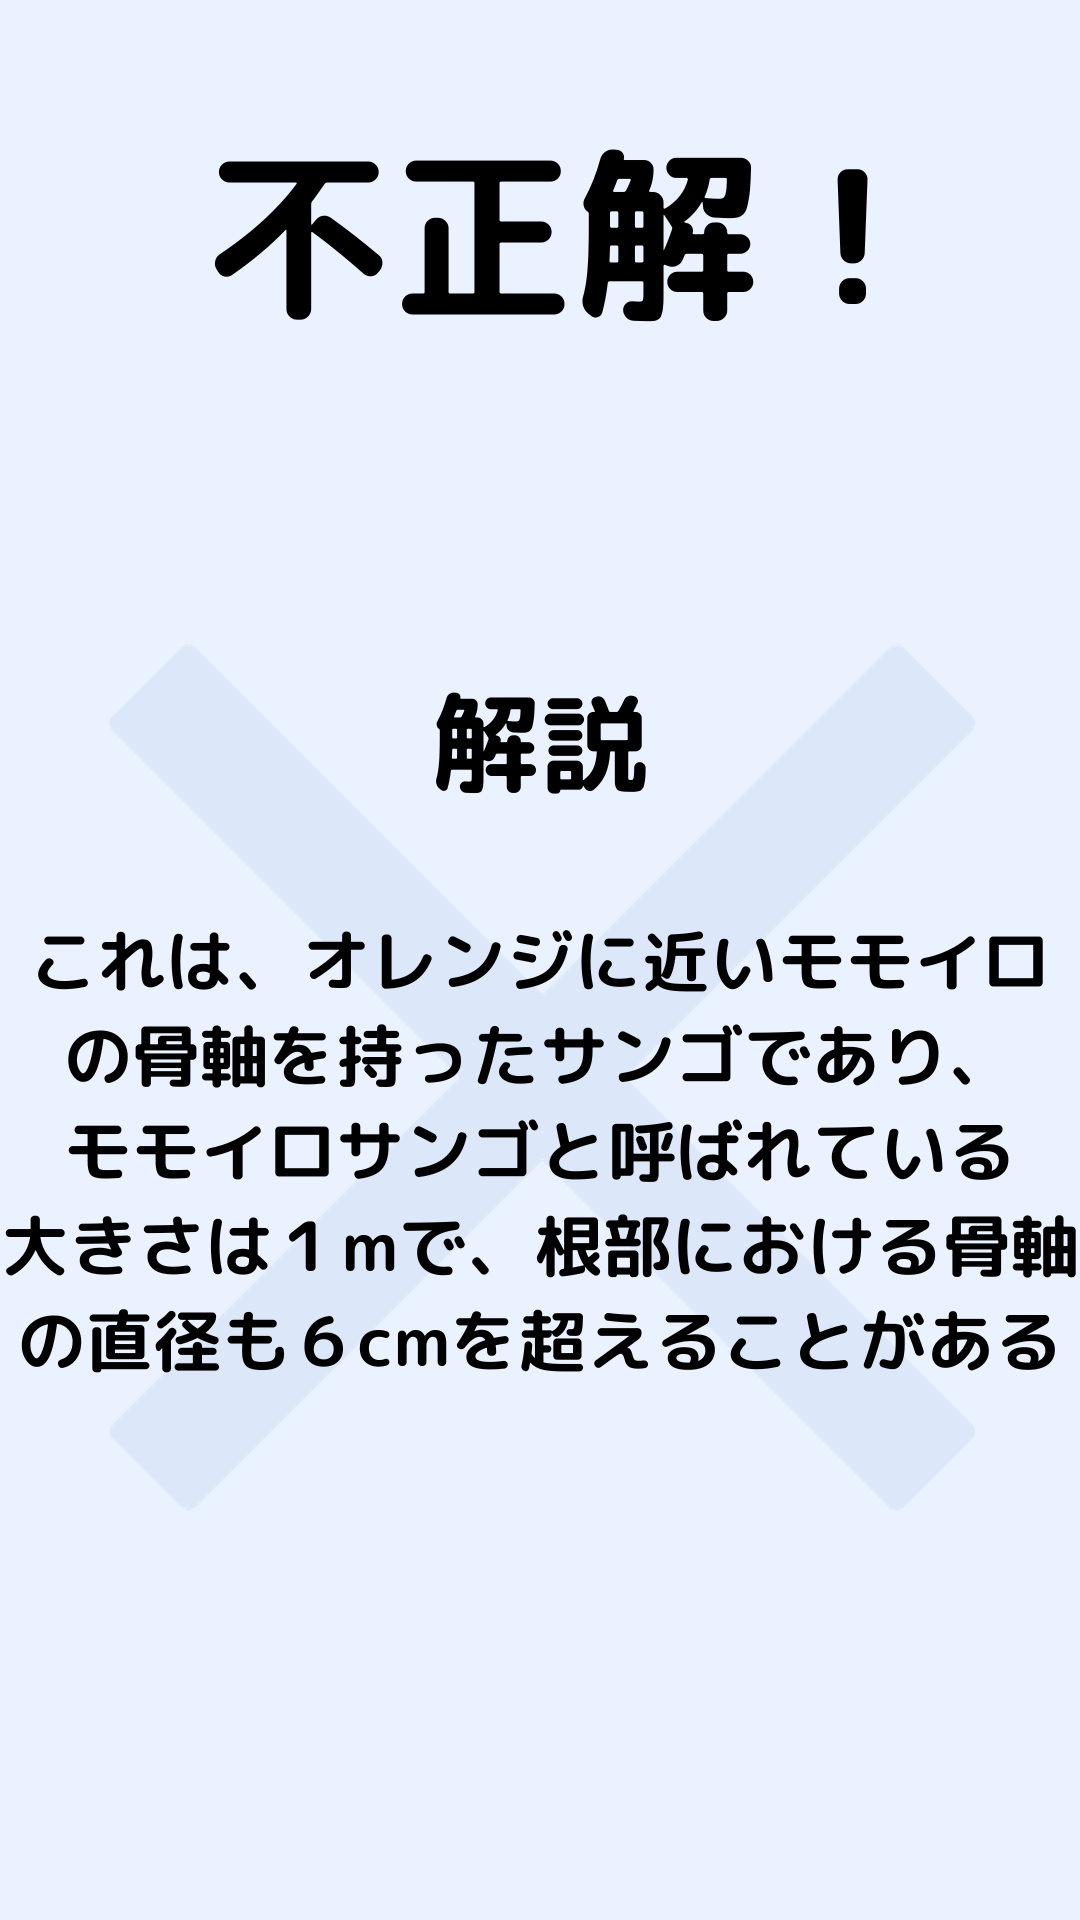 不正解！
解説
これは、オレンジに近いモモイロ
の骨軸を持ったサンゴであり、
モモイロサンゴと呼ばれている
大きさは１ｍで、根部における骨軸
の直径も６cmを超えることがある